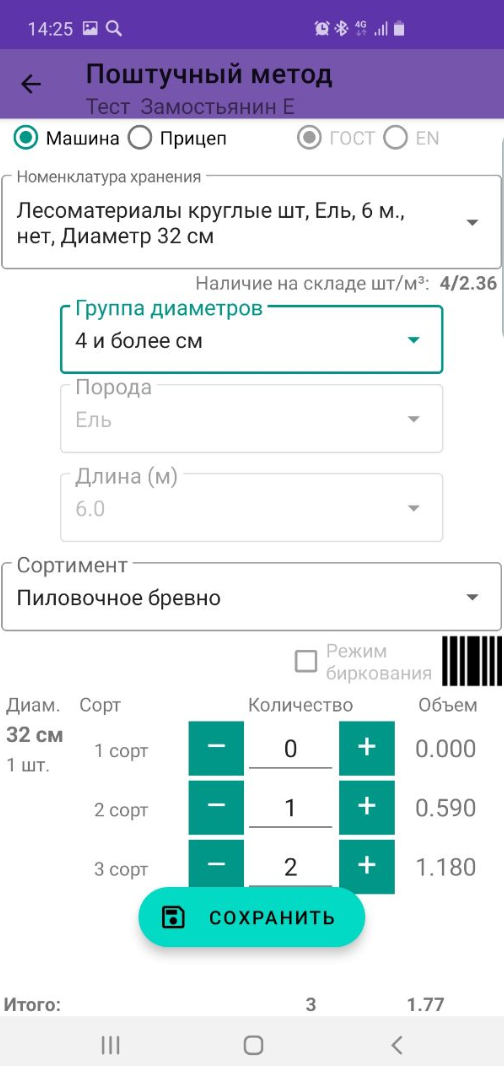 14:25
4G
Поштучный метод
Тест Замостьянин Е
Машина Прицеп ГОСТ EN
Номенклатура хранения
Лесоматериалы круглые шт, Ель, 6 м.,
нет, Диаметр 32 см
Наличие на складе шт/м³: 4/2.36
Группа диаметров
4 и более см
Порода
Ель
Длина (м)
6.0
Сортимент
Пиловочное бревно
Режим
биркования
Диам. Сорт Количество Объем
32 см
1 шт.
1 сорт − 0 + 0.000
2 сорт − 1 + 0.590
3 сорт − 2 + 1.180
СОХРАНИТЬ
Итого: 3 1.77